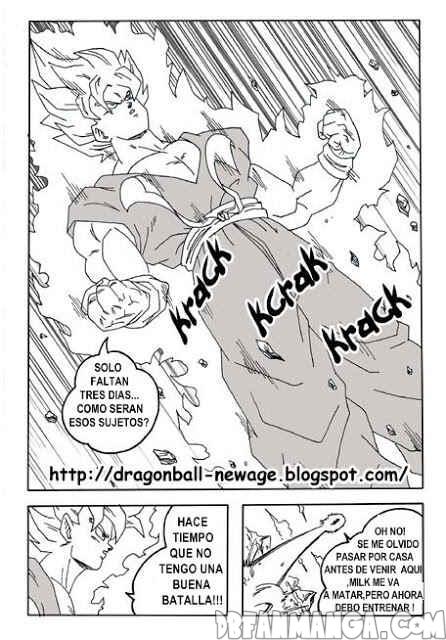 krack
kcrak
krack
SOLO
FALTAN
TRES DIAS...
COMO SERAN
ESOS SUJETOS?
http://dragonball-newage.blogspot.com/
HACE
TIEMPO
QUE NO
TENGO UNA
BUENA
BATALLA!!!
OH NO!
SE ME OLVIDO
PASAR POR CASA
ANTES DE VENIR AQUI
,MILK ME VA
A MATAR,PERO AHORA
DEBO ENTRENAR !
DBFANMANGA.COM